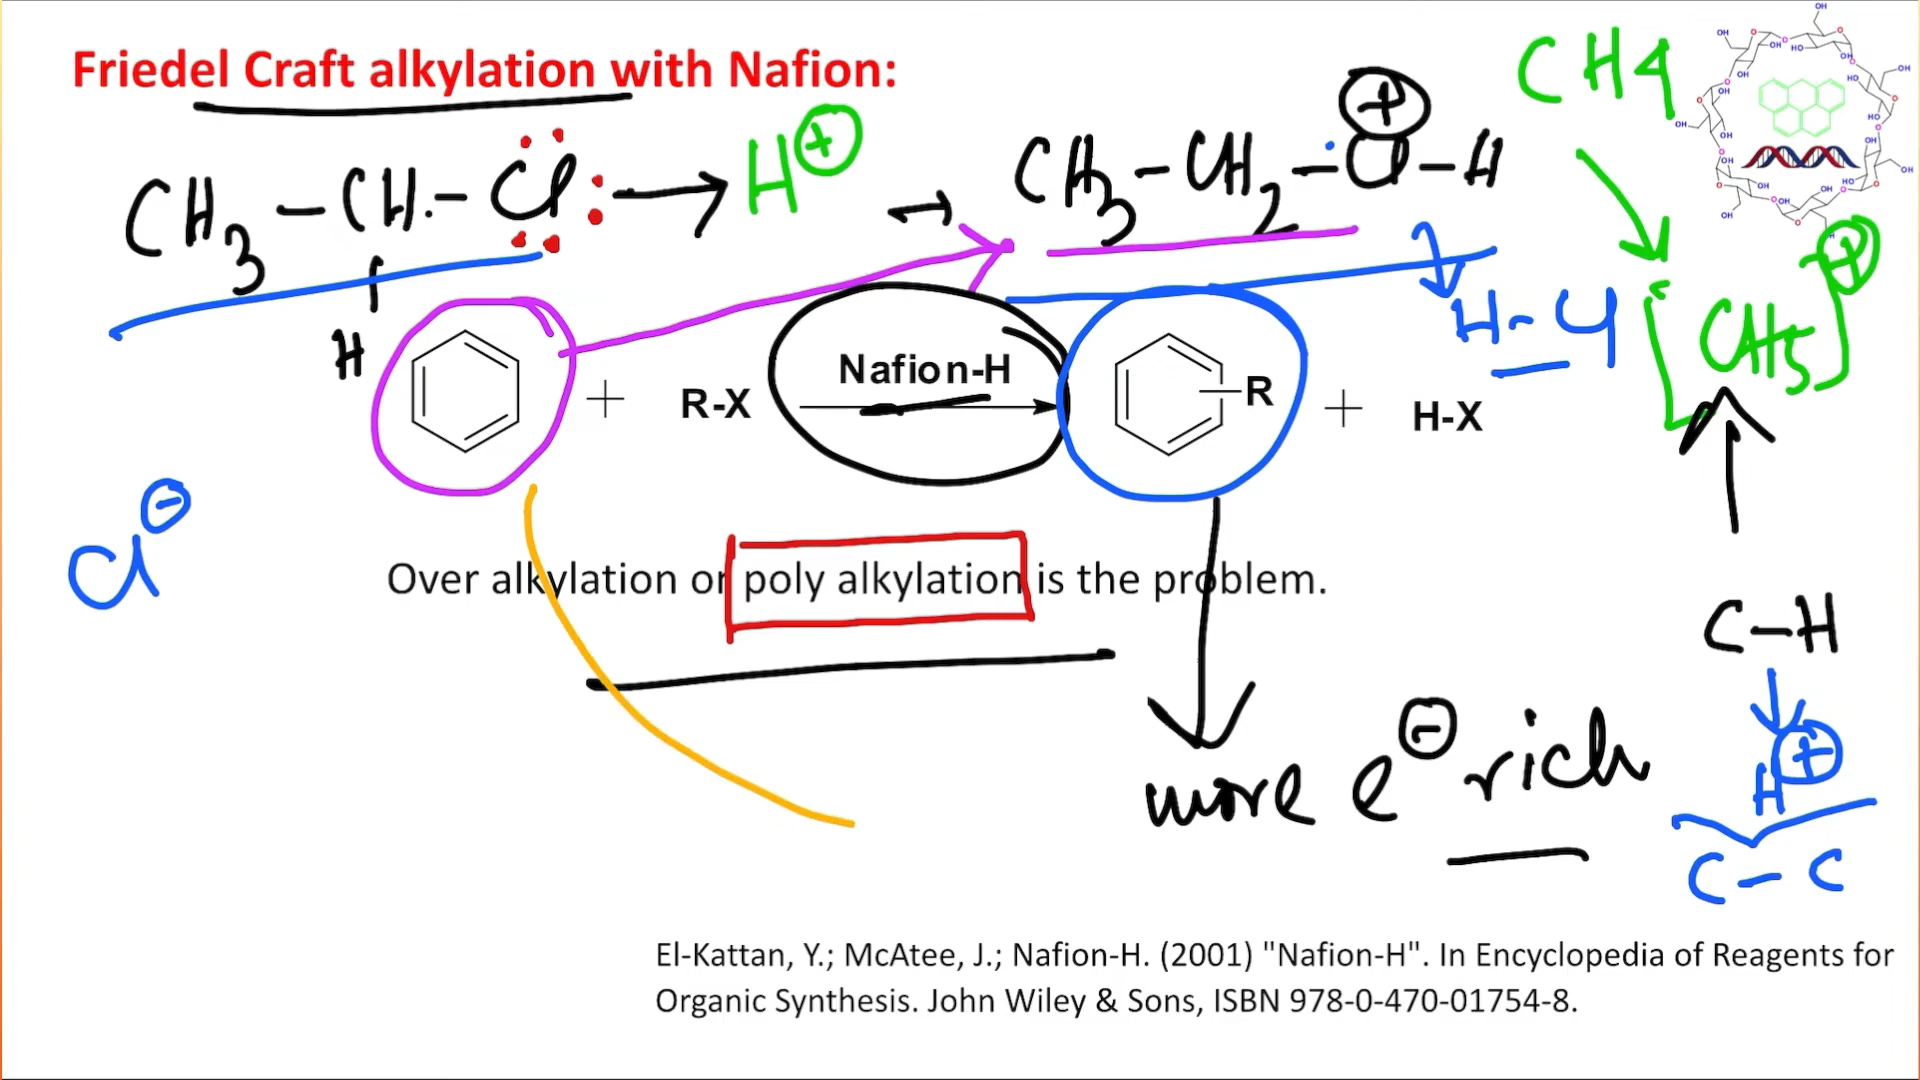 Friedel Craft alkylation with Nafion:
CH4
CH3 - CH - Cl → H⊕ → CH3 - CH2 - Cl⊕ - H
H
H - Cl
[CH5]⊕
+ R-X Nafion-H R + H-X
Cl⊖
Over alkylation or poly alkylation is the problem.
C-H
H⊕
more e⊖ rich
C-C
El-Kattan, Y.; McAtee, J.; Nafion-H. (2001) "Nafion-H". In Encyclopedia of Reagents for
Organic Synthesis. John Wiley & Sons, ISBN 978-0-470-01754-8.